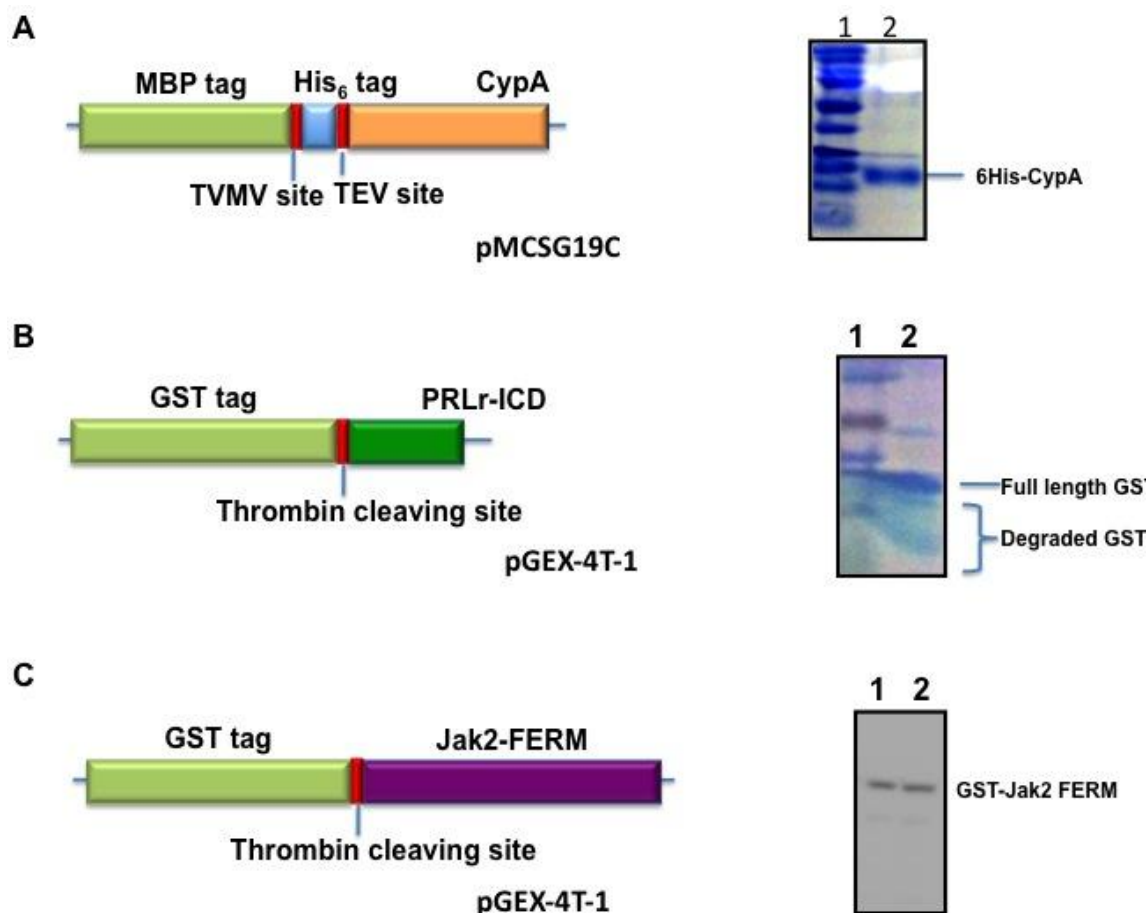 A
1 2
MBP tag His6 tag CypA
TVMV site TEV site
6His-CypA
pMCSG19C
B
1 2
GST tag PRLr-ICD
Full length GST
Thrombin cleaving site
Degraded GST
pGEX-4T-1
C
1 2
GST tag Jak2-FERM
GST-Jak2 FERM
Thrombin cleaving site
pGEX-4T-1